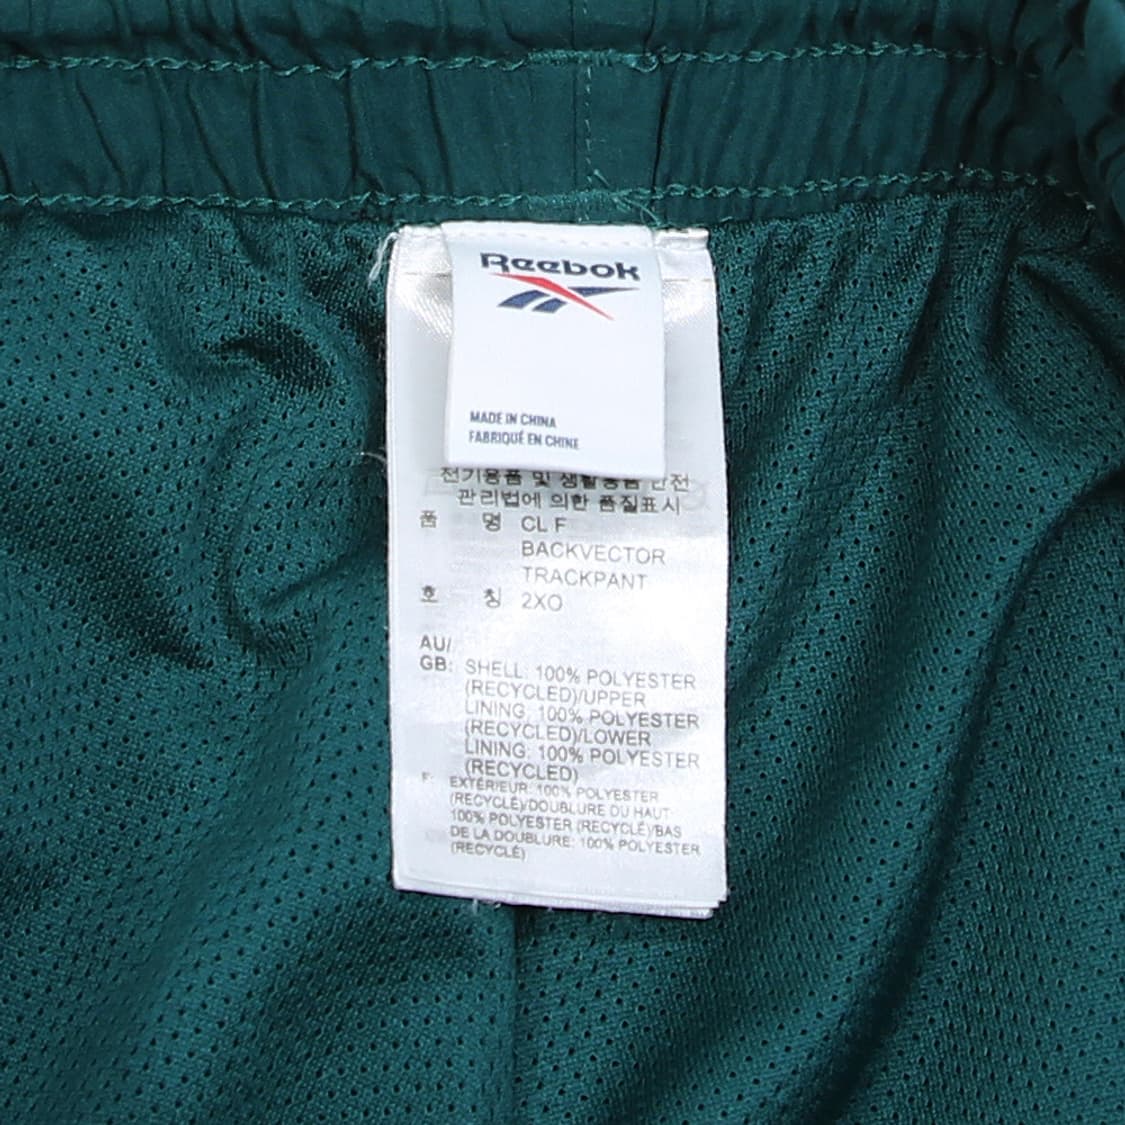 Reebok
MADE IN CHINA
FABRIQUÉ EN CHINE
전기용품 및 생활용품 안전
관리법에 의한 품질표시
품 명 CL F
BACKVECTOR
TRACKPANT
호 칭 2XO
AU/
GB: SHELL: 100% POLYESTER
(RECYCLED)/UPPER
LINING: 100% POLYESTER
(RECYCLED)/LOWER
LINING: 100% POLYESTER
(RECYCLED)
F: EXTÉRIEUR: 100% POLYESTER
(RECYCLÉ)/DOUBLURE DU HAUT:
100% POLYESTER (RECYCLÉ)/BAS
DE LA DOUBLURE: 100% POLYESTER
(RECYCLÉ)